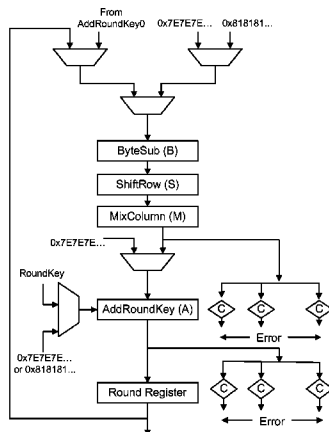 From
AddRoundKey0
0x7E7E7E...
0x818181...
ByteSub (B)
ShiftRow (S)
MixColumn (M)
0x7E7E7E...
RoundKey
AddRoundKey (A)
0x7E7E7E...
or 0x818181...
C
C
C
Error
Round Register
C
C
C
Error